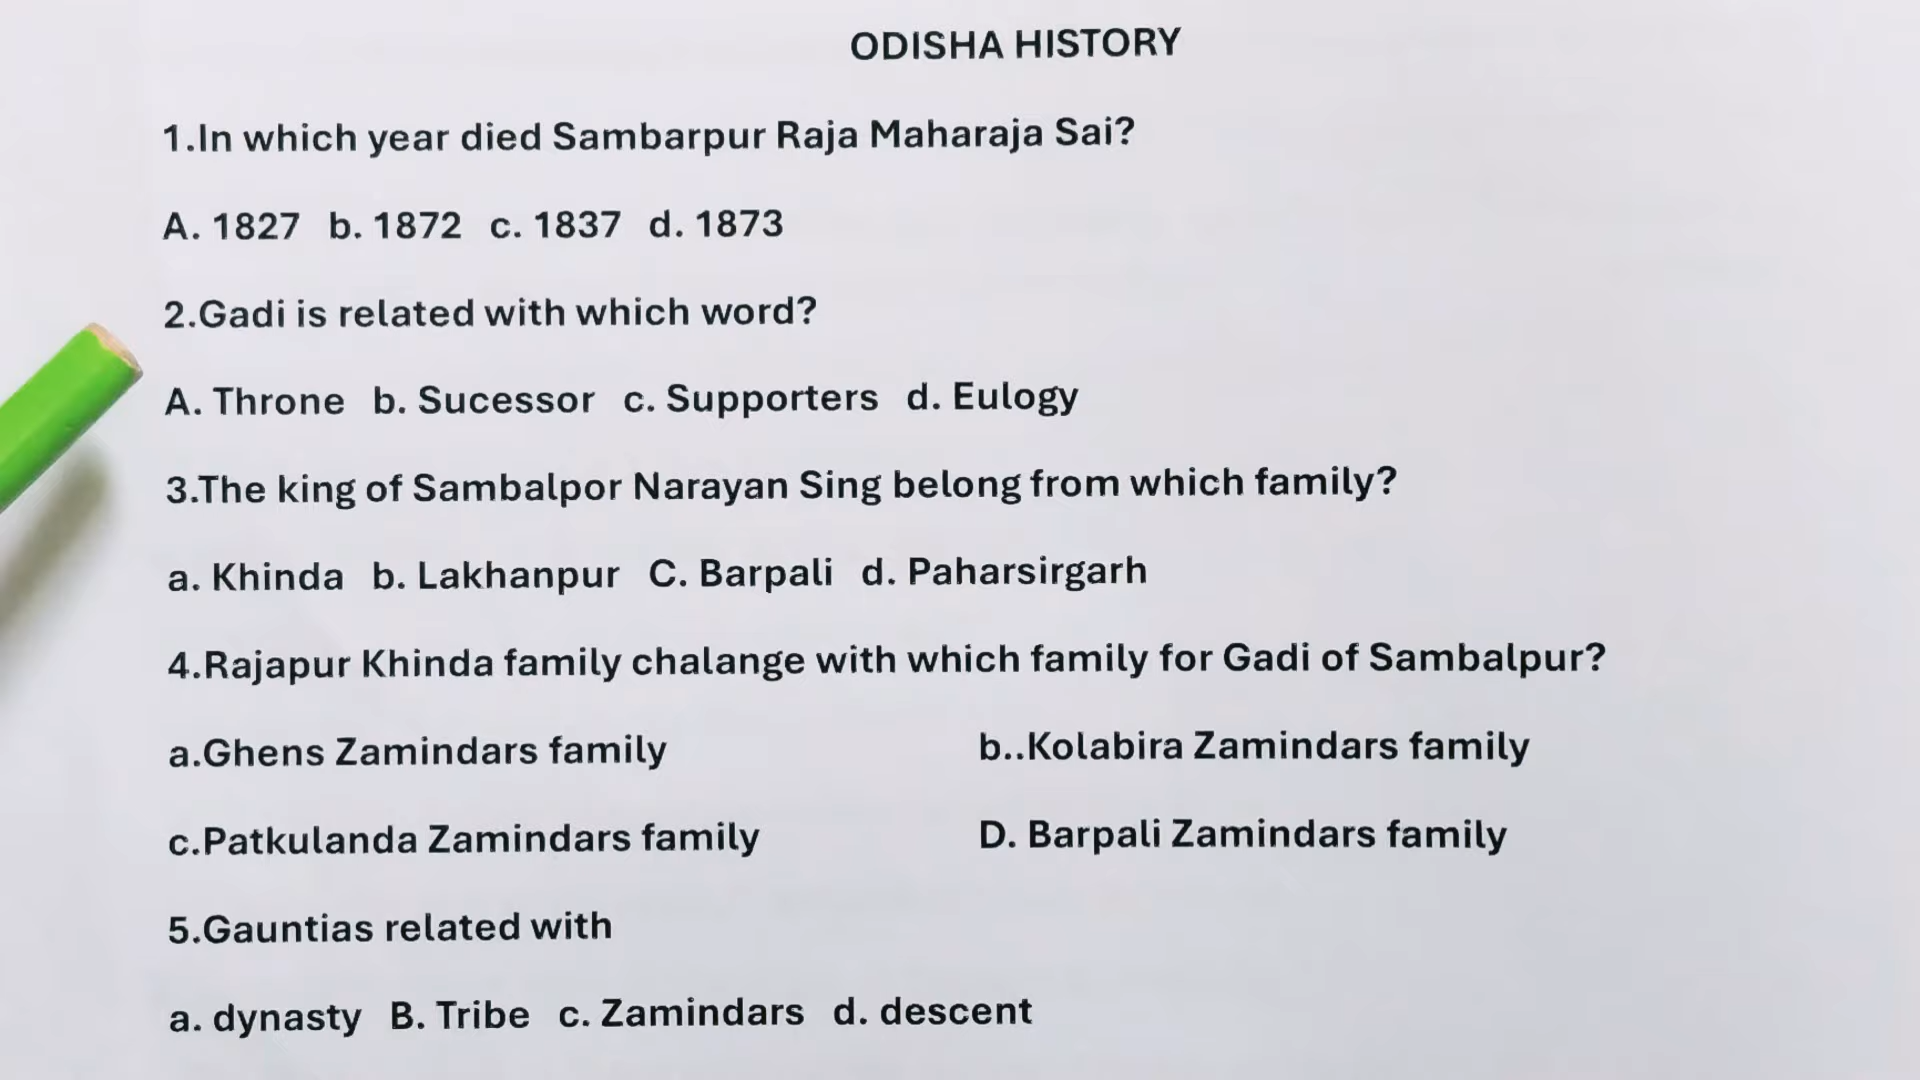 ODISHA HISTORY
1.In which year died Sambarpur Raja Maharaja Sai?
A. 1827 b. 1872 c. 1837 d. 1873
2.Gadi is related with which word?
A. Throne b. Sucessor c. Supporters d. Eulogy
3.The king of Sambalpor Narayan Sing belong from which family?
a. Khinda b. Lakhanpur C. Barpali d. Paharsirgarh
4.Rajapur Khinda family chalange with which family for Gadi of Sambalpur?
a.Ghens Zamindars family b..Kolabira Zamindars family
c.Patkulanda Zamindars family D. Barpali Zamindars family
5.Gauntias related with
a. dynasty B. Tribe c. Zamindars d. descent